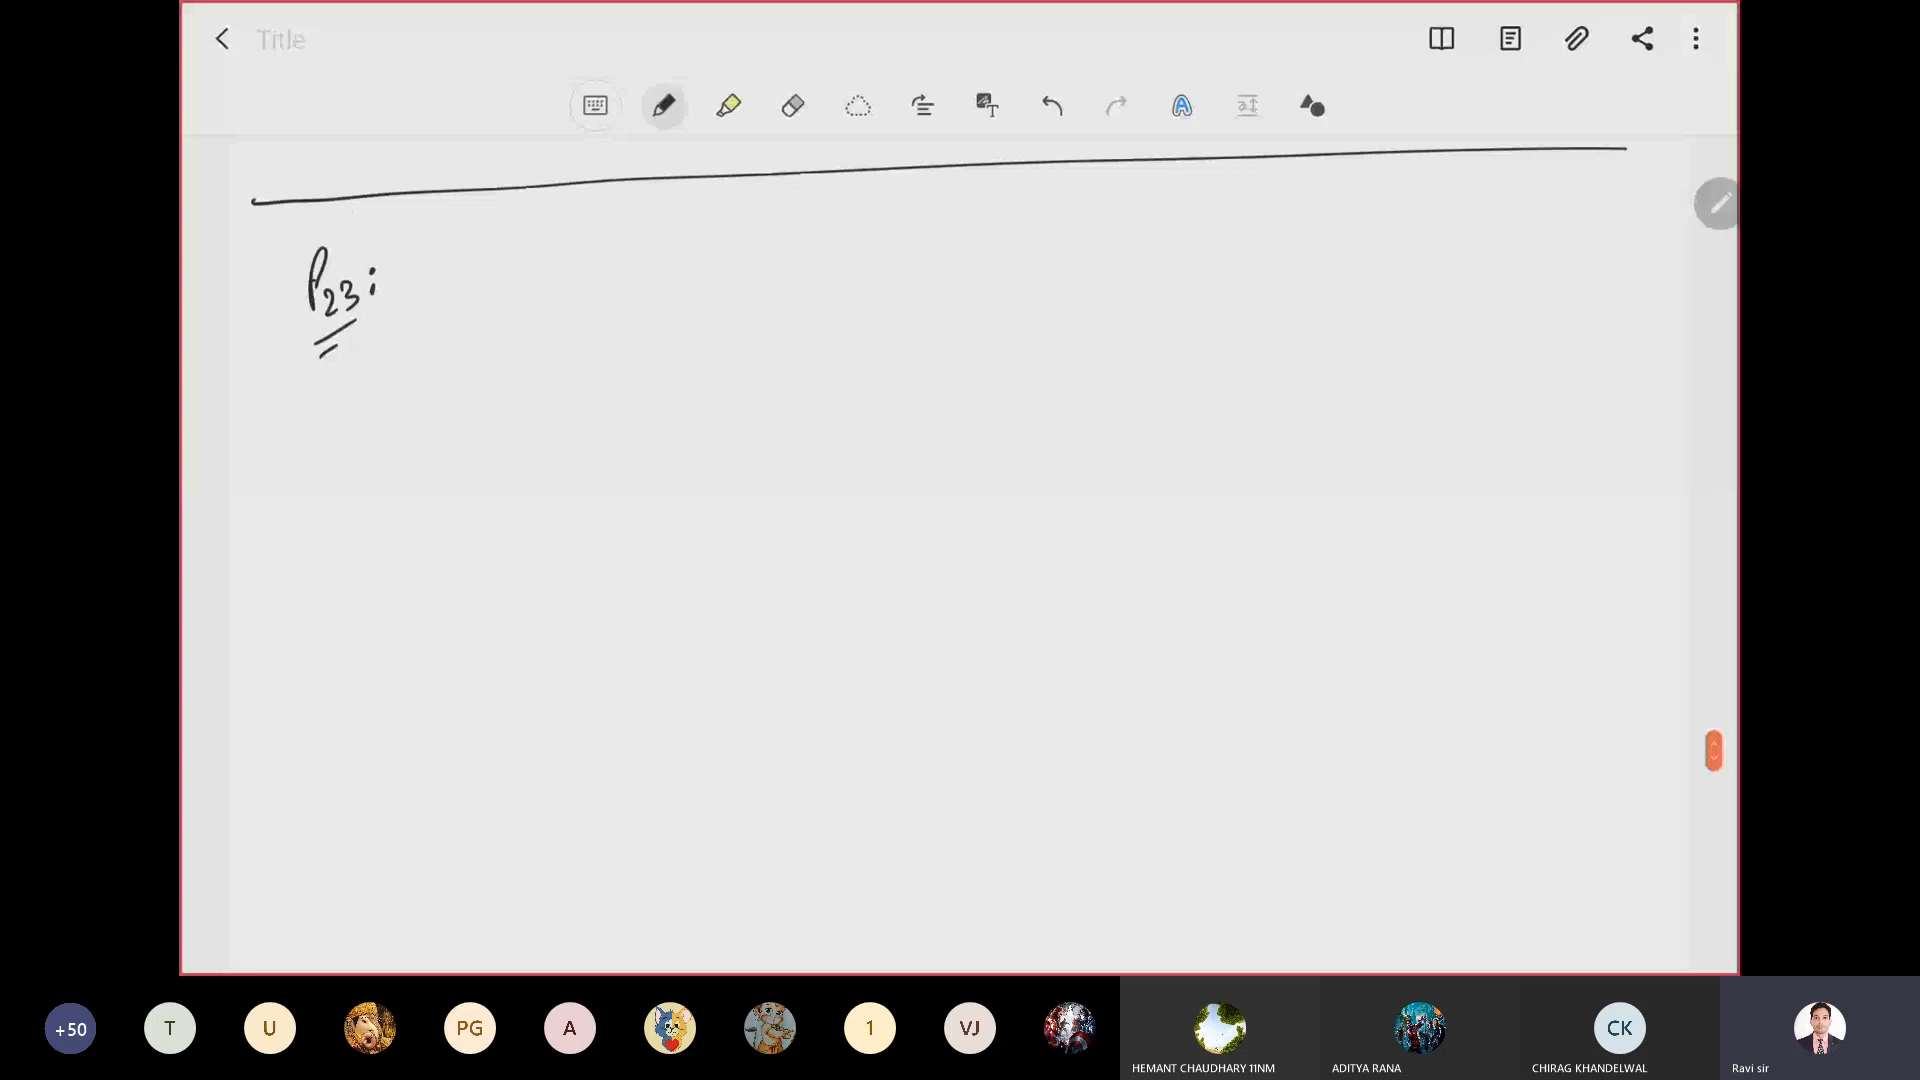 Title
P23:
+50
T
U
PG
A
1
VJ
CK
HEMANT CHAUDHARY 11NM
ADITYA RANA
CHIRAG KHANDELWAL
Ravi sir